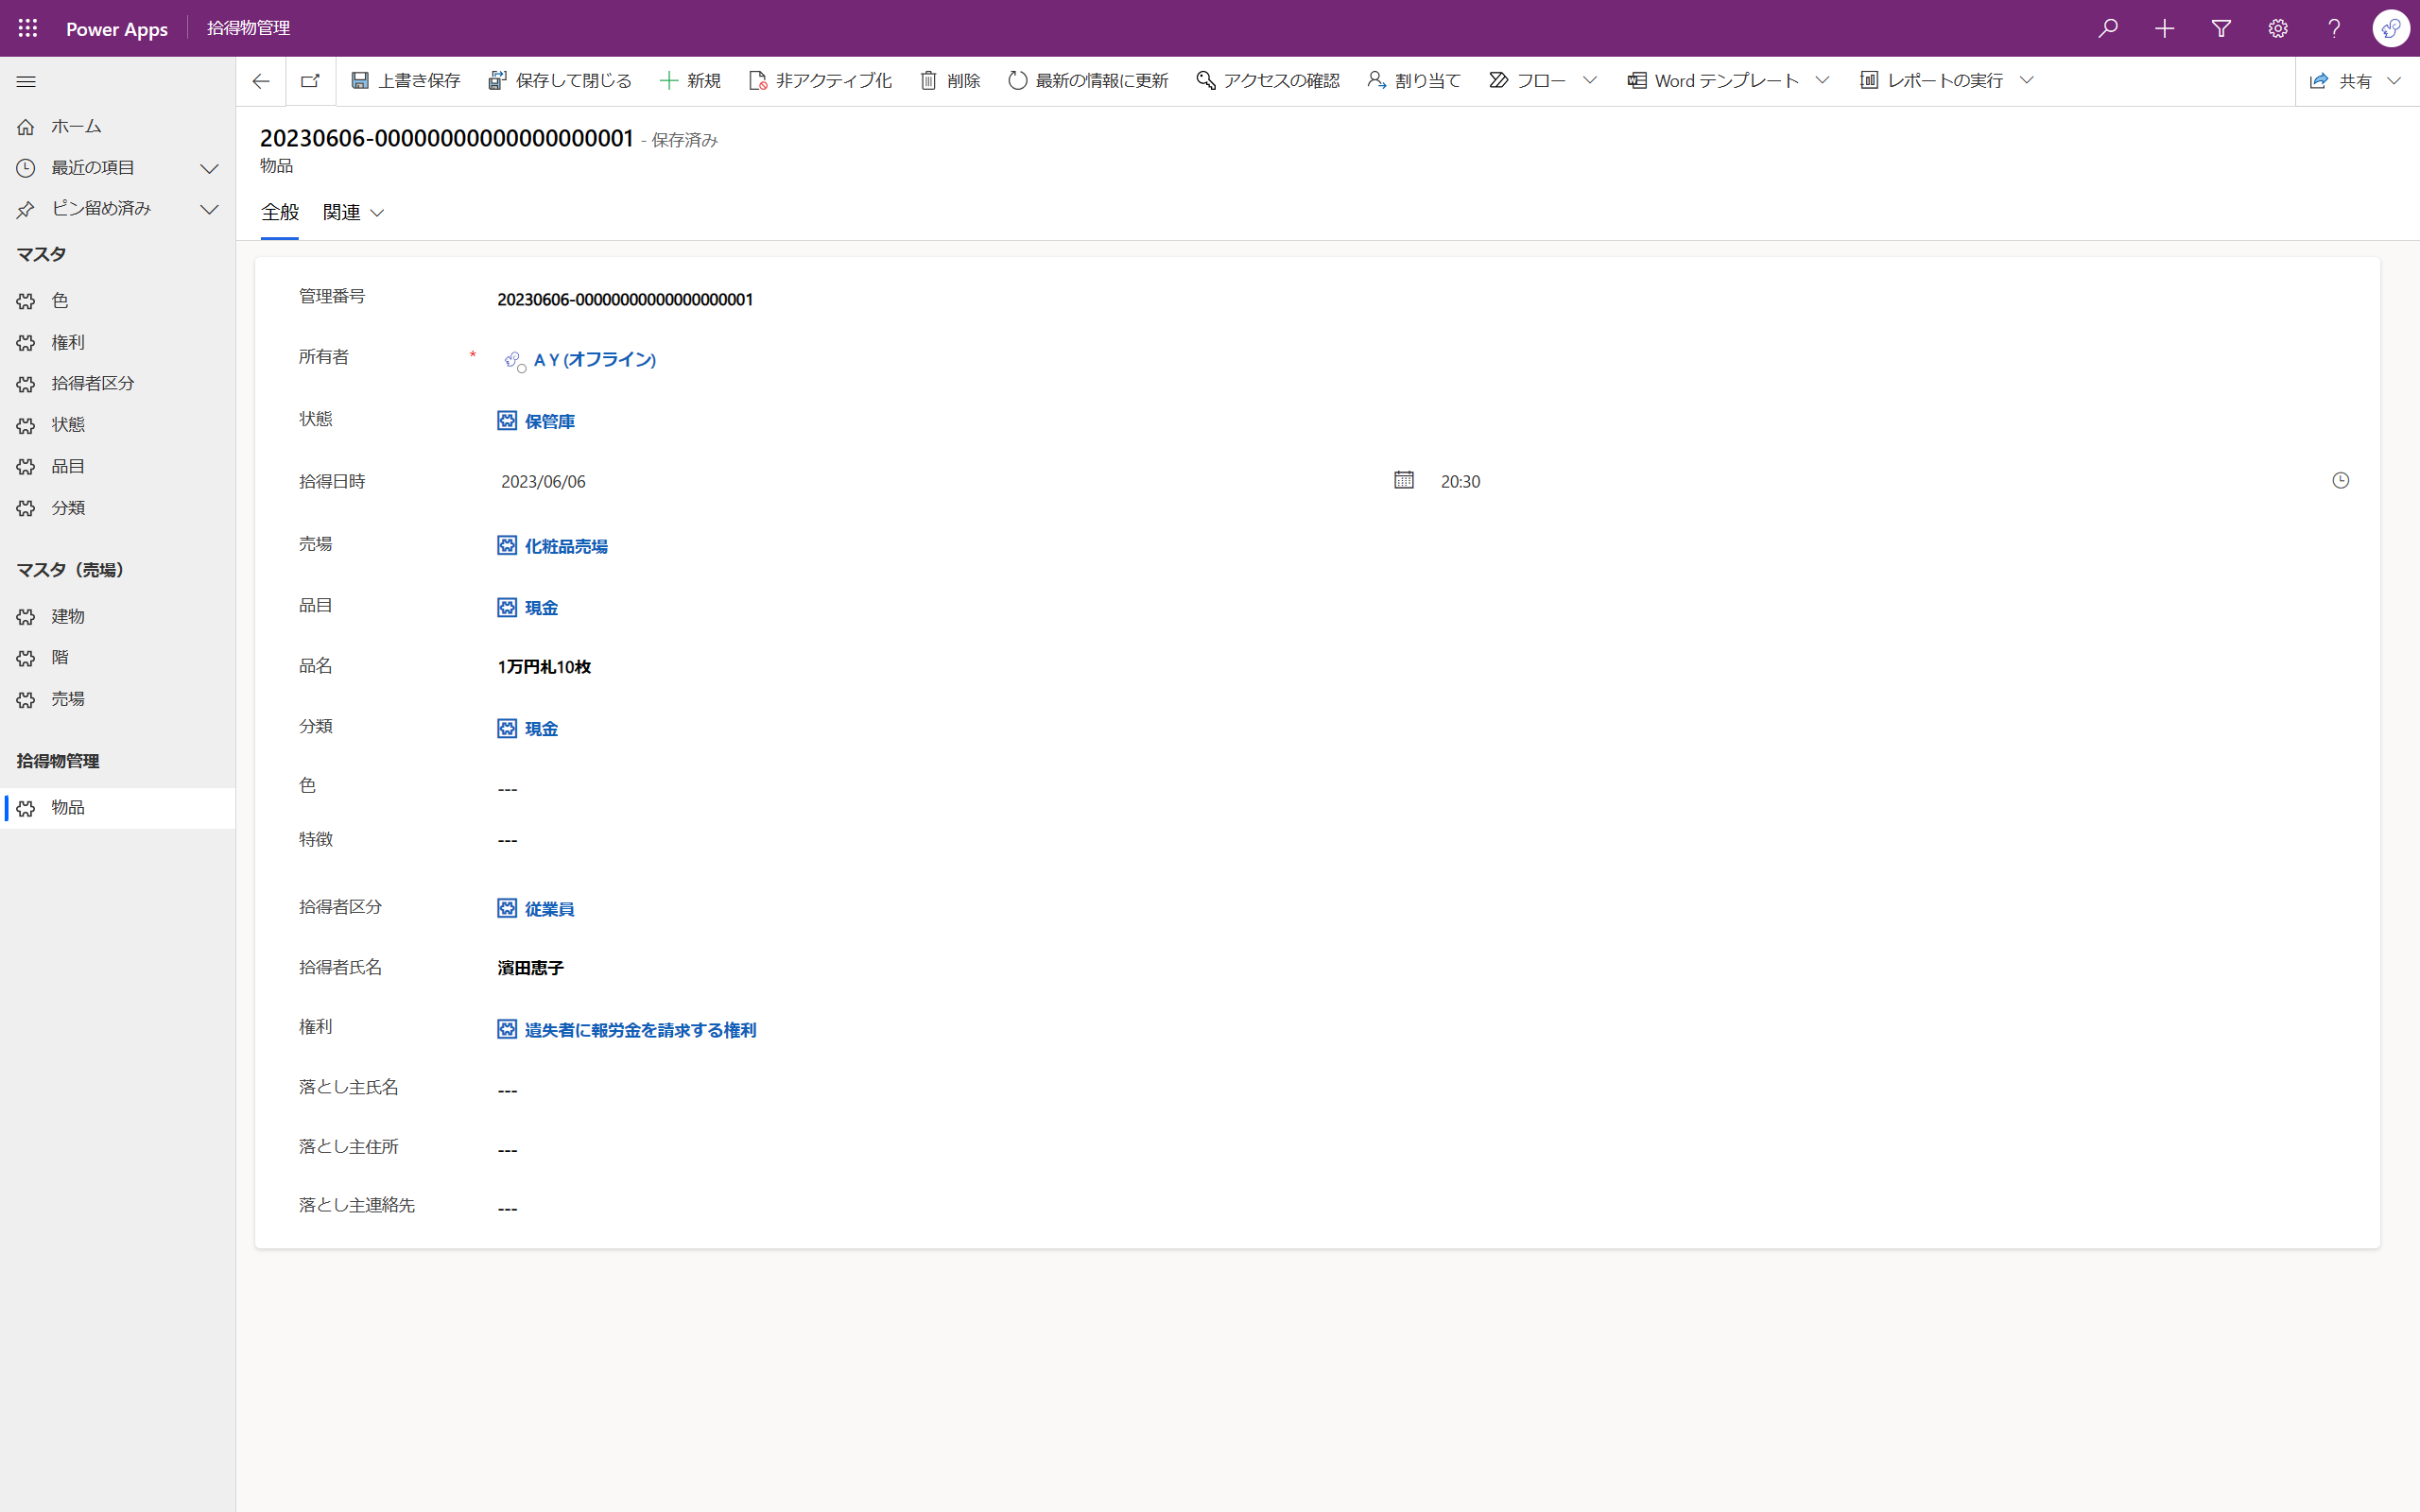 Power Apps 拾得物管理
上書き保存 保存して閉じる 新規 非アクティブ化 削除 最新の情報に更新 アクセスの確認 割り当て フロー Word テンプレート レポートの実行 共有
ホーム
最近の項目
ピン留め済み
マスタ
色
権利
拾得者区分
状態
品目
分類
マスタ（売場）
建物
階
売場
拾得物管理
物品
20230606-00000000000000000001 - 保存済み
物品
全般 関連
管理番号 20230606-00000000000000000001
所有者 * A Y (オフライン)
状態 保管庫
拾得日時 2023/06/06 20:30
売場 化粧品売場
品目 現金
品名 1万円札10枚
分類 現金
色 ---
特徴 ---
拾得者区分 従業員
拾得者氏名 濱田恵子
権利 遺失者に報労金を請求する権利
落とし主氏名 ---
落とし主住所 ---
落とし主連絡先 ---